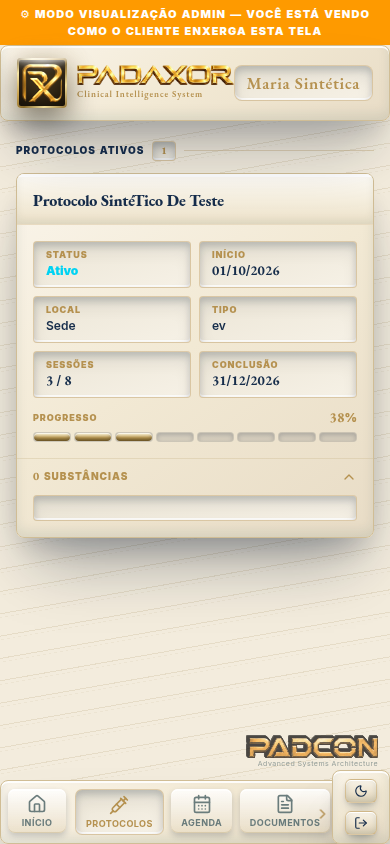 ⚙ MODO VISUALIZAÇÃO ADMIN — VOCÊ ESTÁ VENDO
COMO O CLIENTE ENXERGA ESTA TELA
PADAXOR
Clinical Intelligence System
Maria Sintética
PROTOCOLOS ATIVOS 1
Protocolo SintéTico De Teste
STATUS
Ativo
INÍCIO
01/10/2026
LOCAL
Sede
TIPO
ev
SESSÕES
3 / 8
CONCLUSÃO
31/12/2026
PROGRESSO 38%
0 SUBSTÂNCIAS
PADCON
Advanced Systems Architecture
INÍCIO
PROTOCOLOS
AGENDA
DOCUMENTOS